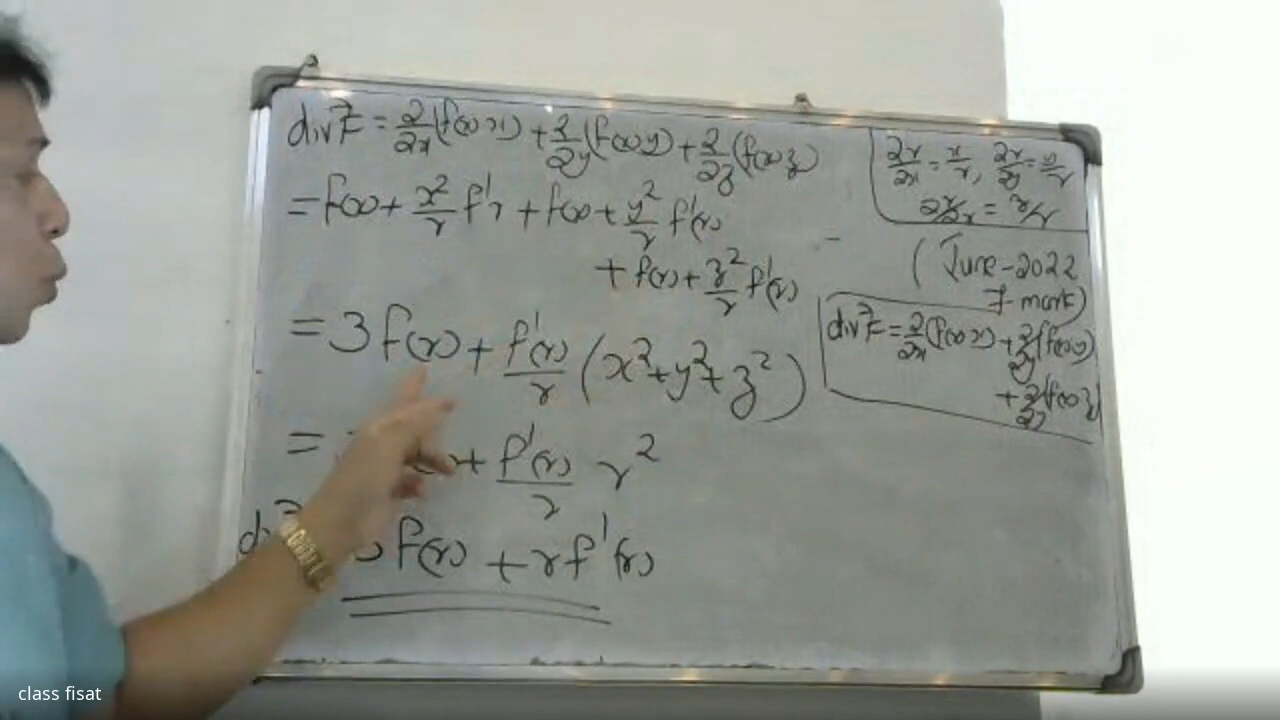 div F⃗ = ∂/∂x (f(r) x) + ∂/∂y (f(r) y) + ∂/∂z (f(r) z)
= f(r) + x²/r f'r + f(r) + y²/r f'(r)
+ f(r) + z²/r f'(r)
= 3 f(r) + f'(r)/r (x² + y² + z²)
= + f'(r)/r r²
f(r) + r f'(r)
∂r/∂x = x/r, ∂r/∂y = y/r
(June-2022
7-mark)
div F⃗ = ∂/∂x (f(r) x) + ∂/∂y (f(r) y)
+ ∂/∂z (f(r) z)
class fisat